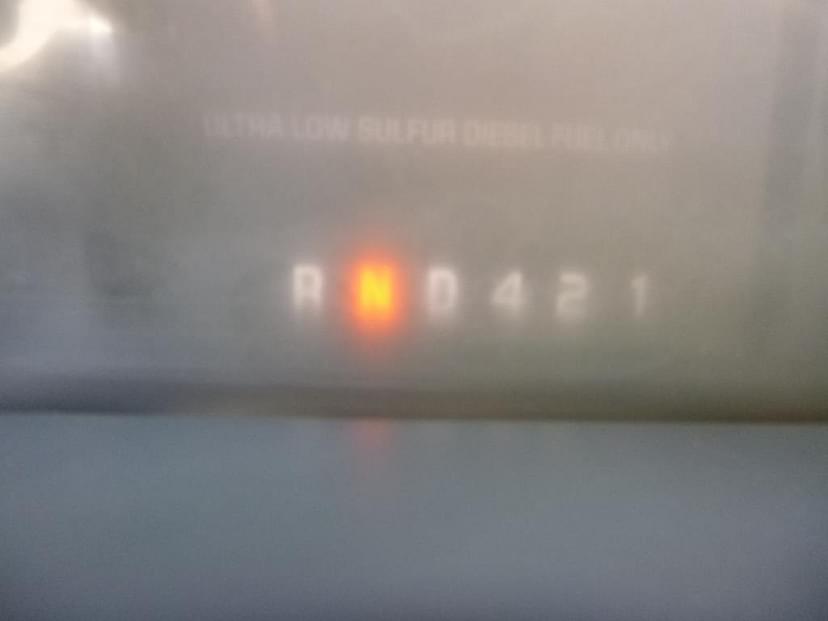 ULTRA LOW SULFUR DIESEL FUEL ONLY
R N D 4 2 1